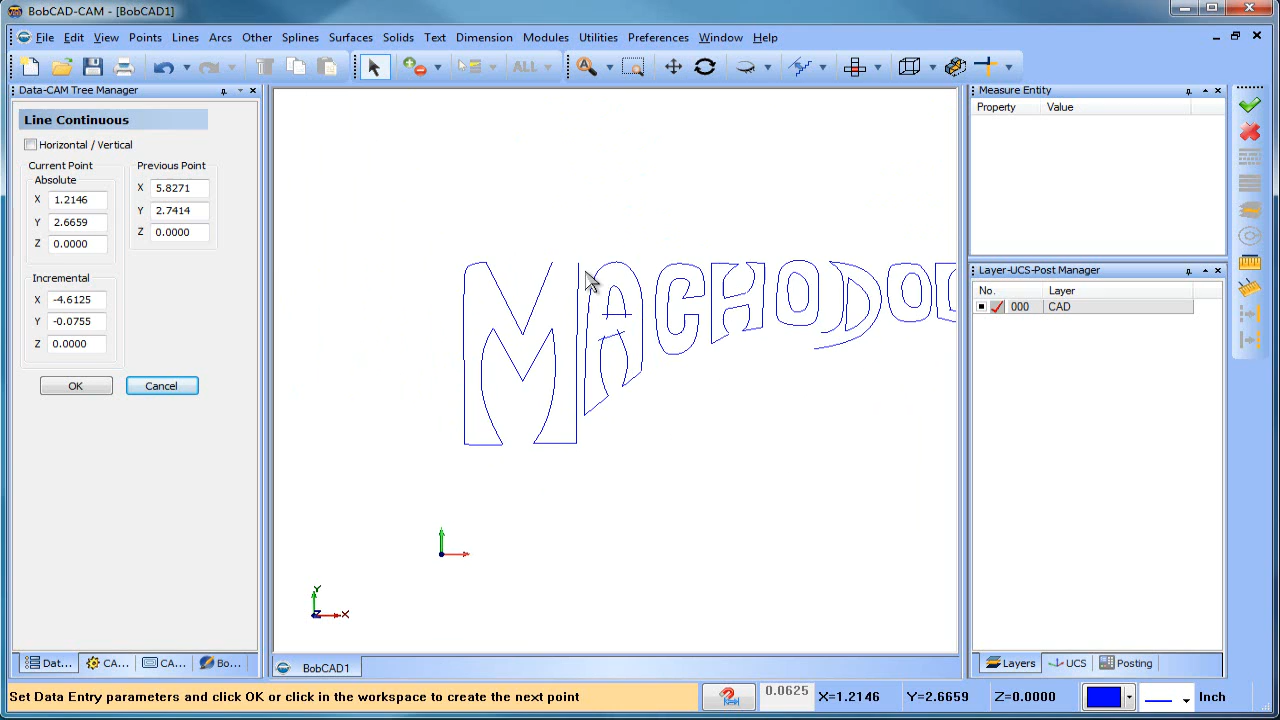 BobCAD-CAM - [BobCAD1]
File Edit View Points Lines Arcs Other Splines Surfaces Solids Text Dimension Modules Utilities Preferences Window Help
ALL
Data-CAM Tree Manager
Line Continuous
Horizontal / Vertical
Current Point
Absolute
X 1.2146
Y 2.6659
Z 0.0000
Incremental
X -4.6125
Y -0.0755
Z 0.0000
Previous Point
X 5.8271
Y 2.7414
Z 0.0000
OK Cancel
Dat... CA... CA... Bo...
MACHODO
Y
Z X
BobCAD1
Measure Entity
Property Value
Layer-UCS-Post Manager
No. Layer
000 CAD
Layers UCS Posting
Set Data Entry parameters and click OK or click in the workspace to create the next point
0.0625 X=1.2146 Y=2.6659 Z=0.0000 Inch